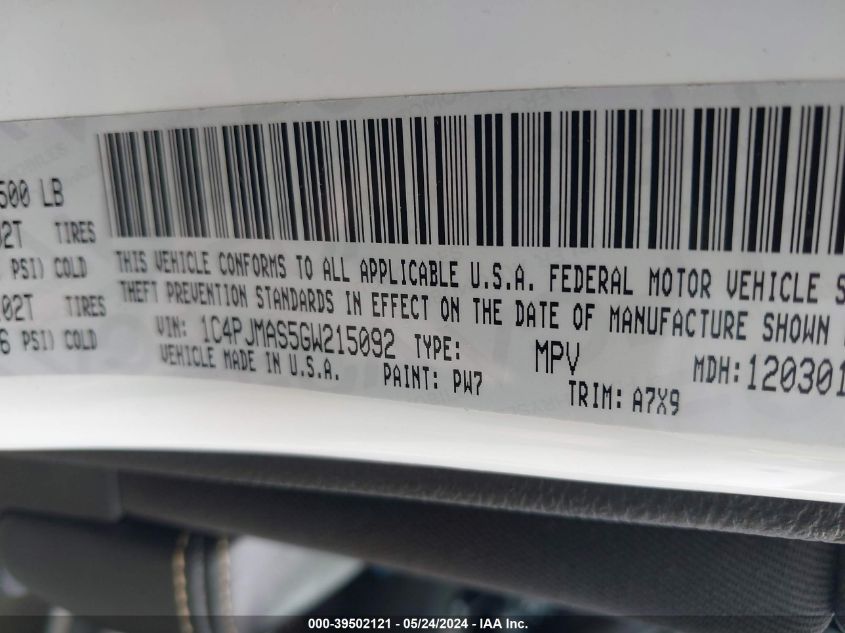 500 LB
02T TIRES
PSI) COLD
02T TIRES
6 PSI) COLD
THIS VEHICLE CONFORMS TO ALL APPLICABLE U.S.A. FEDERAL MOTOR VEHICLE S
THEFT PREVENTION STANDARDS IN EFFECT ON THE DATE OF MANUFACTURE SHOWN
VIN: 1C4PJMAS5GW215092 TYPE: MPV MDH: 120301
VEHICLE MADE IN U.S.A. PAINT: PW7 TRIM: A7X9
000-39502121 - 05/24/2024 - IAA Inc.